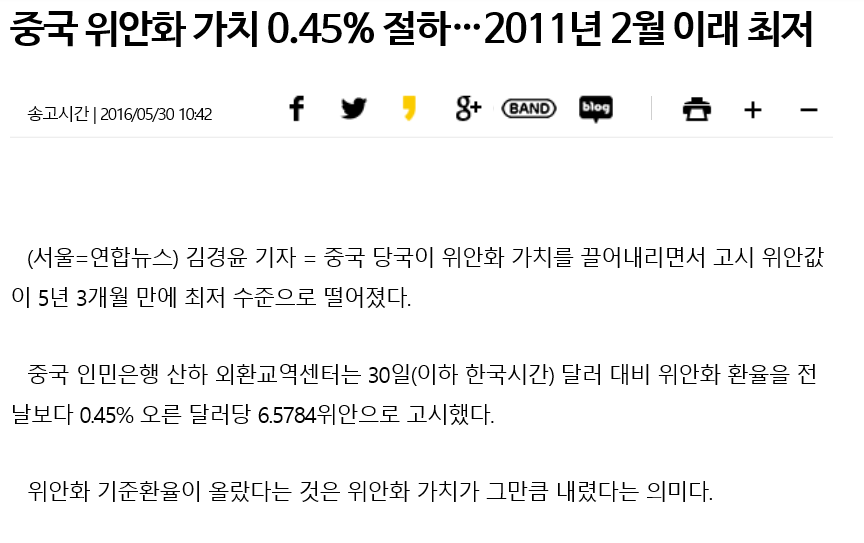 중국 위안화 가치 0.45% 절하…2011년 2월 이래 최저
송고시간 | 2016/05/30 10:42
f g+ BAND blog + −
(서울=연합뉴스) 김경윤 기자 = 중국 당국이 위안화 가치를 끌어내리면서 고시 위안값
이 5년 3개월 만에 최저 수준으로 떨어졌다.
중국 인민은행 산하 외환교역센터는 30일(이하 한국시간) 달러 대비 위안화 환율을 전
날보다 0.45% 오른 달러당 6.5784위안으로 고시했다.
위안화 기준환율이 올랐다는 것은 위안화 가치가 그만큼 내렸다는 의미다.